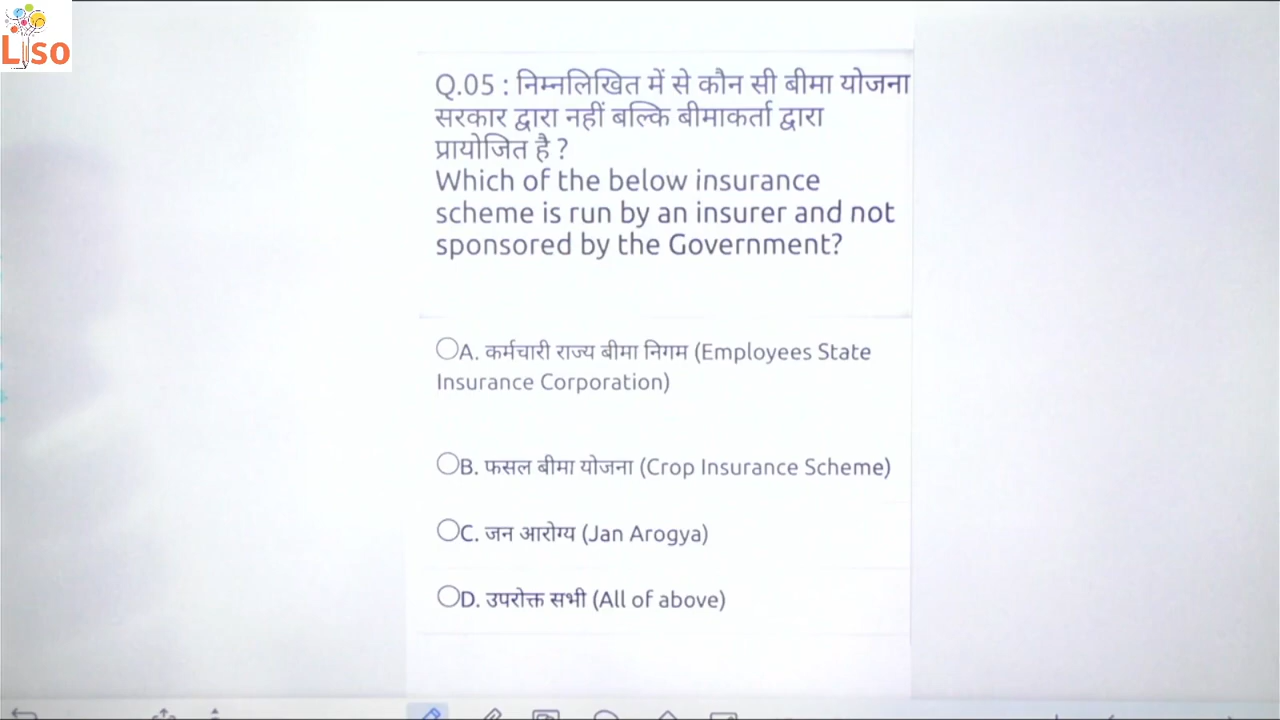 Liso
Q.05 : निम्नलिखित में से कौन सी बीमा योजना
सरकार द्वारा नहीं बल्कि बीमाकर्ता द्वारा
प्रायोजित है ?
Which of the below insurance
scheme is run by an insurer and not
sponsored by the Government?
A. कर्मचारी राज्य बीमा निगम (Employees State
Insurance Corporation)
B. फसल बीमा योजना (Crop Insurance Scheme)
C. जन आरोग्य (Jan Arogya)
D. उपरोक्त सभी (All of above)